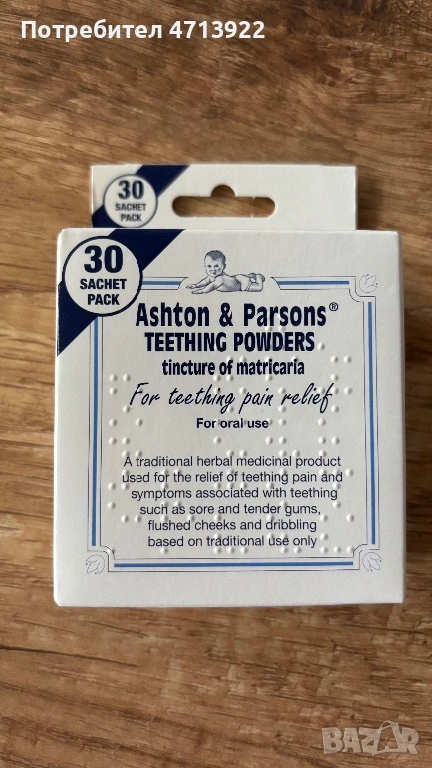 Потребител 4713922
30
SACHET
PACK
30
SACHET
PACK
Ashton & Parsons®
TEETHING POWDERS
tincture of matricaria
For teething pain relief
For oral use
A traditional herbal medicinal product
used for the relief of teething pain and
symptoms associated with teething
such as sore and tender gums,
flushed cheeks and dribbling
based on traditional use only
BAZAR